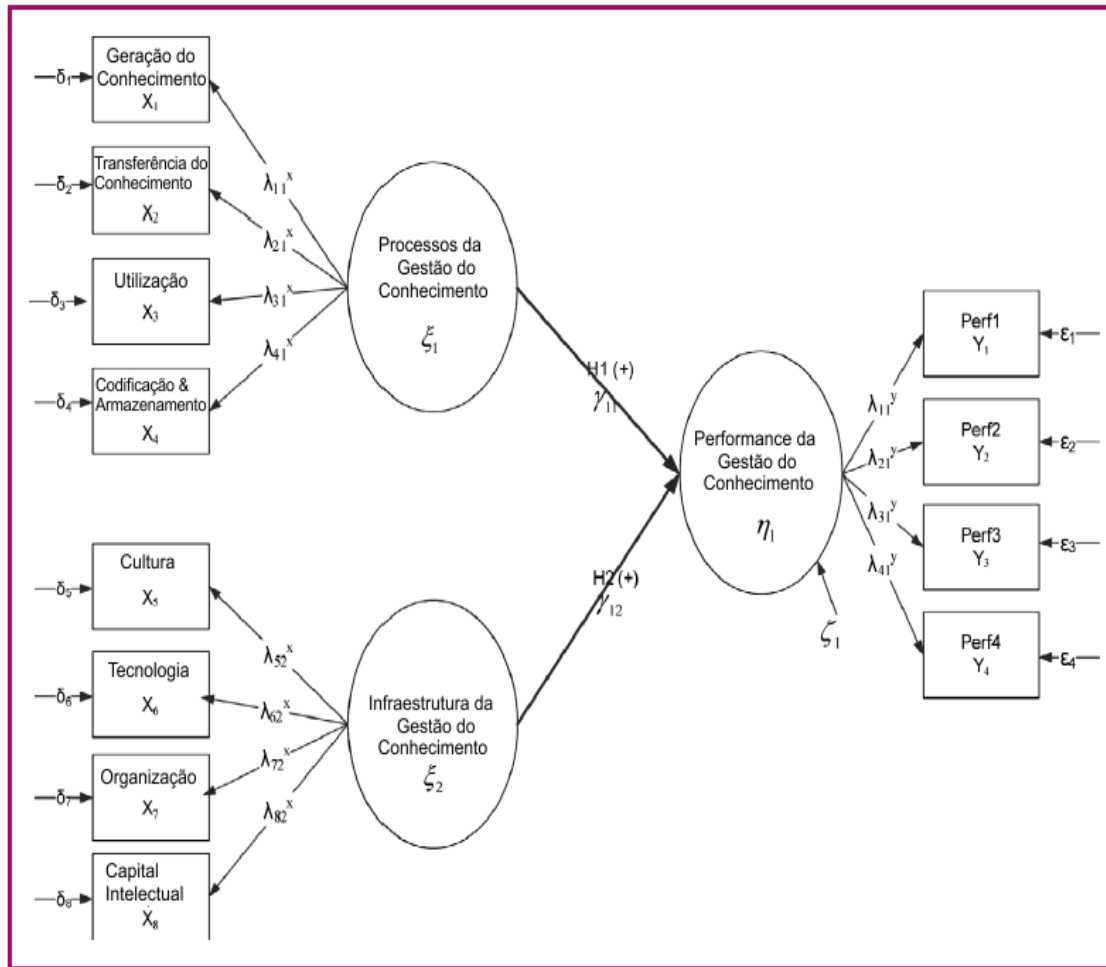 Geração do
Conhecimento
X₁
δ₁
Transferência do
Conhecimento
X₂
δ₂
Utilização
X₃
δ₃
Codificação &
Armazenamento
X₄
δ₄
λ₁₁ˣ
λ₂₁ˣ
λ₃₁ˣ
λ₄₁ˣ
Processos da
Gestão do
Conhecimento
ξ₁
Cultura
X₅
δ₅
Tecnologia
X₆
δ₆
Organização
X₇
δ₇
Capital
Intelectual
X₈
δ₈
λ₅₂ˣ
λ₆₂ˣ
λ₇₂ˣ
λ₈₂ˣ
Infraestrutura da
Gestão do
Conhecimento
ξ₂
H1 (+)
γ₁₁
H2 (+)
γ₁₂
Performance da
Gestão do
Conhecimento
η₁
ζ₁
λ₁₁ʸ
λ₂₁ʸ
λ₃₁ʸ
λ₄₁ʸ
Perf1
Y₁
ε₁
Perf2
Y₂
ε₂
Perf3
Y₃
ε₃
Perf4
Y₄
ε₄